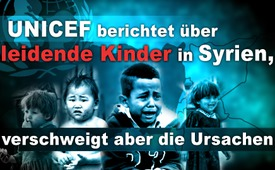 UNICEF berichtet über
leidende Kinder in Syrien,
verschweigt aber die Ursachen